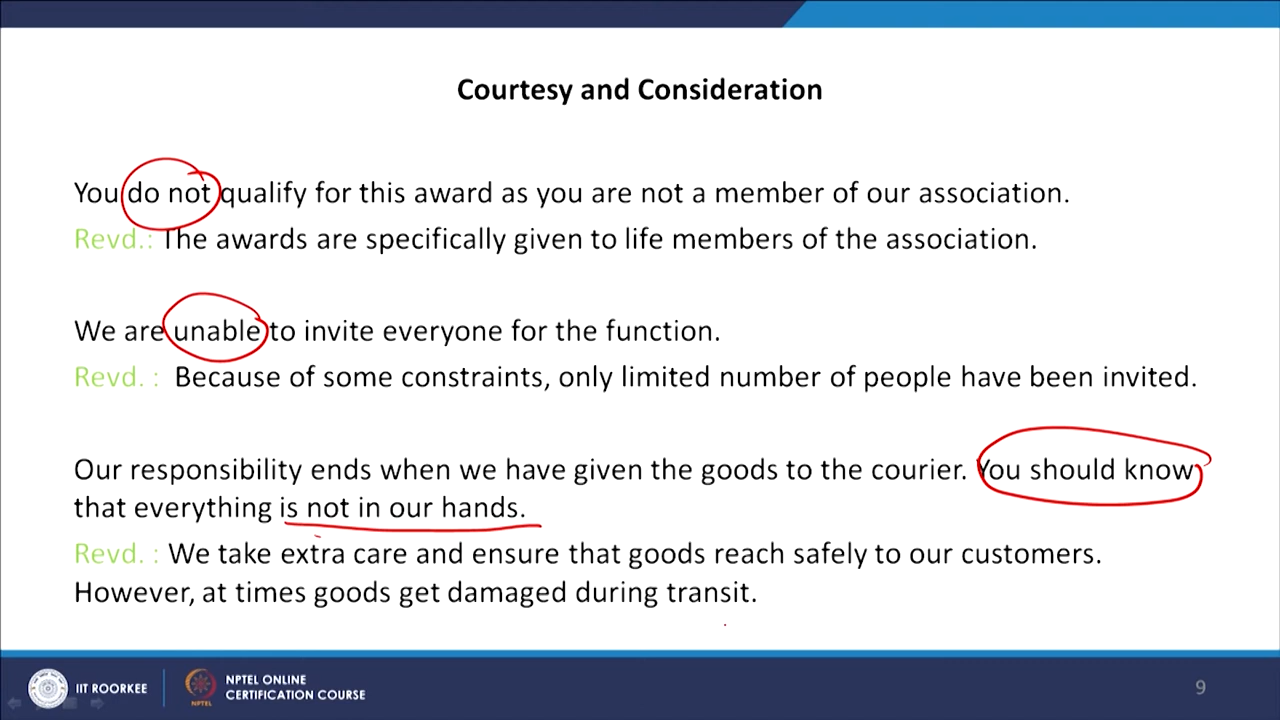 Courtesy and Consideration
You do not qualify for this award as you are not a member of our association.
Revd.: The awards are specifically given to life members of the association.
We are unable to invite everyone for the function.
Revd. : Because of some constraints, only limited number of people have been invited.
Our responsibility ends when we have given the goods to the courier. You should know
that everything is not in our hands.
Revd. : We take extra care and ensure that goods reach safely to our customers.
However, at times goods get damaged during transit.
IIT ROORKEE
NPTEL
NPTEL ONLINE
CERTIFICATION COURSE
9